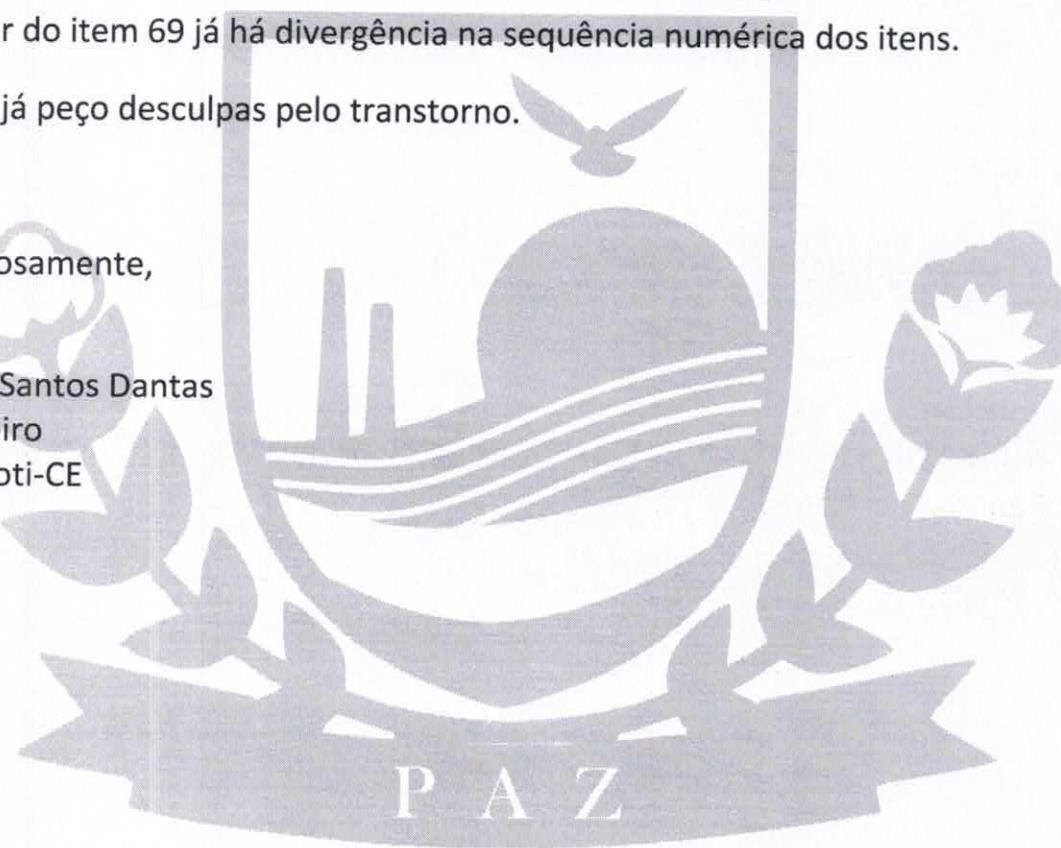 r do item 69 já há divergência na sequência numérica dos itens.
já peço desculpas pelo transtorno.
osamente,
Santos Dantas
iro
oti-CE
PAZ